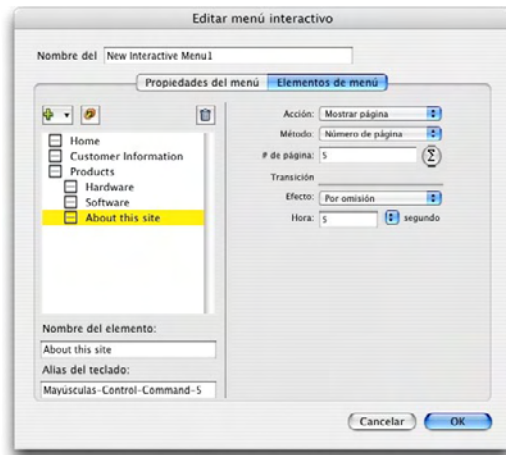 Editar menú interactivo
Nombre del New Interactive Menu1
Propiedades del menú Elementos de menú
Home
Customer Information
Products
Hardware
Software
About this site
Nombre del elemento:
About this site
Alias del teclado:
Mayúsculas-Control-Command-5
Acción: Mostrar página
Método: Número de página
# de página: 5
Transición
Efecto: Por omisión
Hora: 5 segundo
Cancelar OK